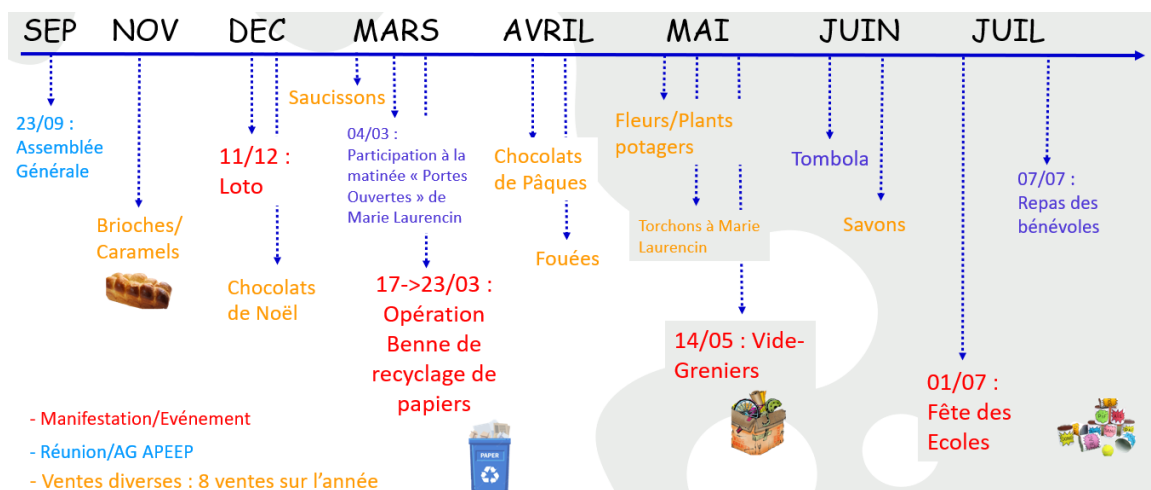 SEP NOV DEC MARS AVRIL MAI JUIN JUIL
23/09 :
Assemblée
Générale
Brioches/
Caramels
11/12 :
Loto
Chocolats
de Noël
Saucissons
04/03 :
Participation à la
matinée « Portes
Ouvertes » de
Marie Laurencin
17->23/03 :
Opération
Benne de
recyclage de
papiers
PAPER
Chocolats
de Pâques
Fouées
Fleurs/Plants
potagers
Torchons à Marie
Laurencin
14/05 : Vide-
Greniers
Tombola
Savons
01/07 :
Fête des
Ecoles
07/07 :
Repas des
bénévoles
- Manifestation/Evénement
- Réunion/AG APEEP
- Ventes diverses : 8 ventes sur l'année